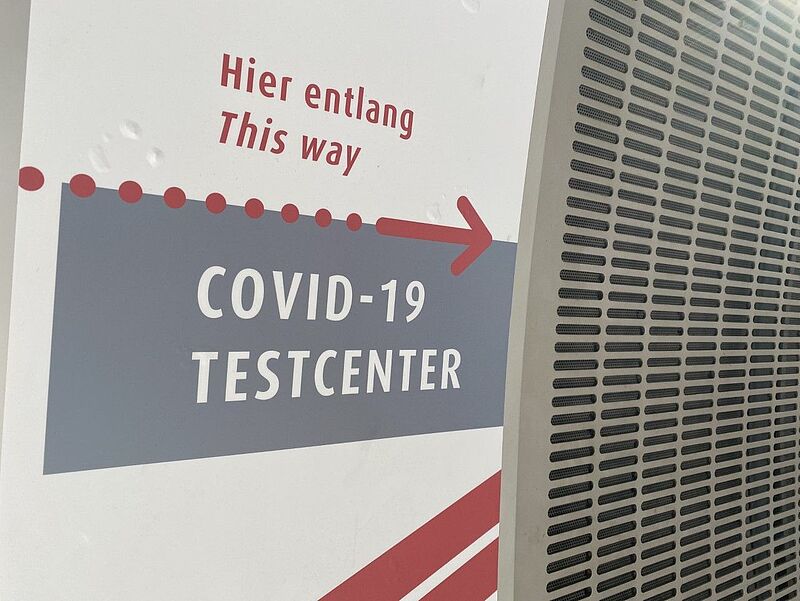 Hier entlang
This way
COVID-19
TESTCENTER